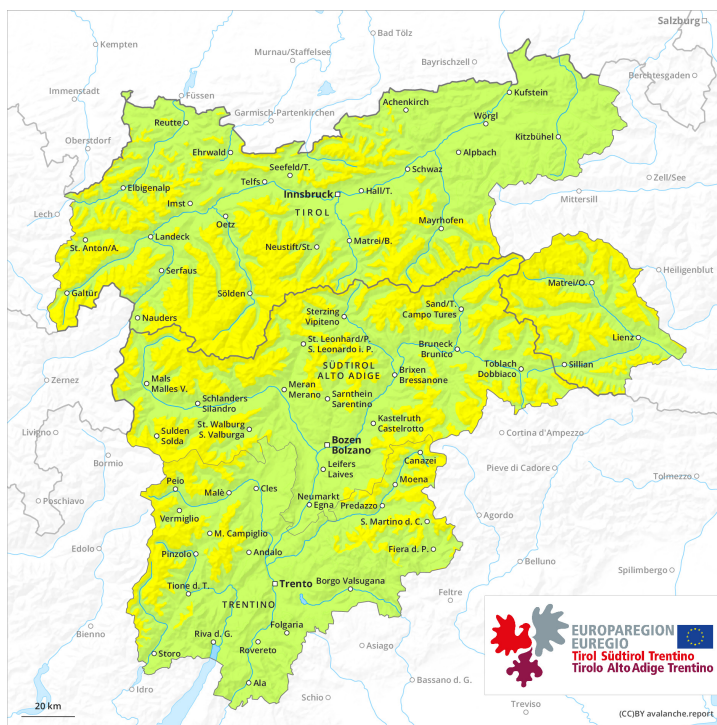 Salzburg
Kempten
Bad Tölz
Murnau/Staffelsee
Bayrischzell
Berchtesgaden
Immenstadt
Füssen
Garmisch-Partenkirchen
Achenkirch
Kufstein
Reutte
Wörgl
Oberstdorf
Ehrwald
Kitzbühel
Seefeld/T.
Alpbach
Telfs
Schwaz
Zell/See
Elbigenalp
Innsbruck
Hall/T.
Mittersill
Imst
Lech
TIROL
Oetz
Mayrhofen
Landeck
St. Anton/A.
Neustift/St.
Matrei/B.
Serfaus
Heiligenblut
Galtür
Sölden
Matrei/O.
Nauders
Sterzing
Vipiteno
Sand/T.
Campo Tures
St. Leonhard/P.
S. Leonardo i. P.
Bruneck
Brunico
Lienz
SÜDTIROL
ALTO ADIGE
Toblach
Dobbiaco
Sillian
Zernez
Mals
Malles V.
Meran
Merano
Brixen
Bressanone
Schlanders
Silandro
Sarnthein
Sarentino
St. Walburg
S. Valburga
Kastelruth
Castelrotto
Livigno
Sulden
Solda
Bozen
Bolzano
Cortina d'Ampezzo
Bormio
Canazei
Leifers
Laives
Pieve di Cadore
Tolmezzo
Peio
Malè
Cles
Moena
Poschiavo
Neumarkt
Egna
Predazzo
Vermiglio
S. Martino d. C.
Agordo
M. Campiglio
Edolo
Pinzolo
Andalo
Fiera d. P.
Belluno
Tione d. T.
Trento
Borgo Valsugana
Spilimbergo
Feltre
TRENTINO
Folgaria
Bienno
Riva d. G.
Rovereto
Storo
Asiago
Idro
Ala
Schio
Bassano d. G.
Treviso
EUROPAREGION
EUREGIO
Tirol Südtirol Trentino
Tirolo Alto Adige Trentino
20 km
(CC)BY avalanche.report